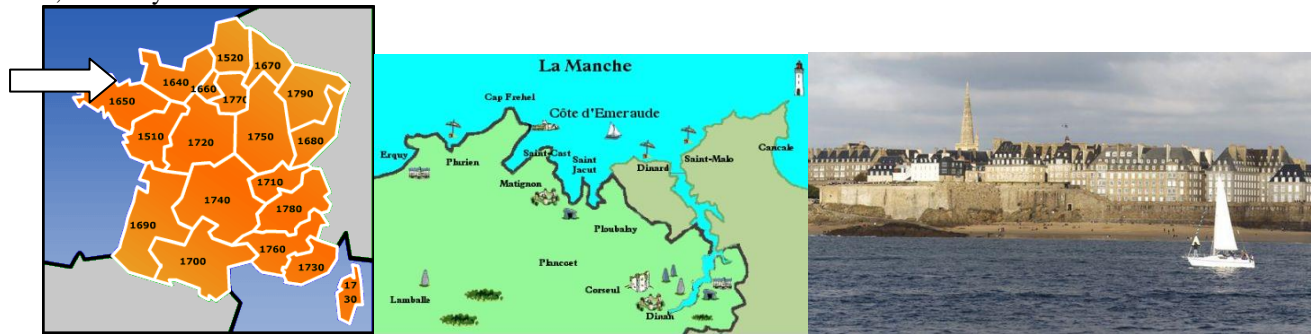 1520
1670
1640
1660
1770
1790
1650
1510
1720
1750
1680
1710
1740
1780
1690
1760
1700
1730
17
30
La Manche
Cap Frehel
Côte d'Emeraude
Erquy
Plurien
Saint-Cast
Saint
Jacut
Dinard
Saint-Malo
Cancale
Matignon
Ploubalay
Plancoet
Corseul
Lamballe
Dinan